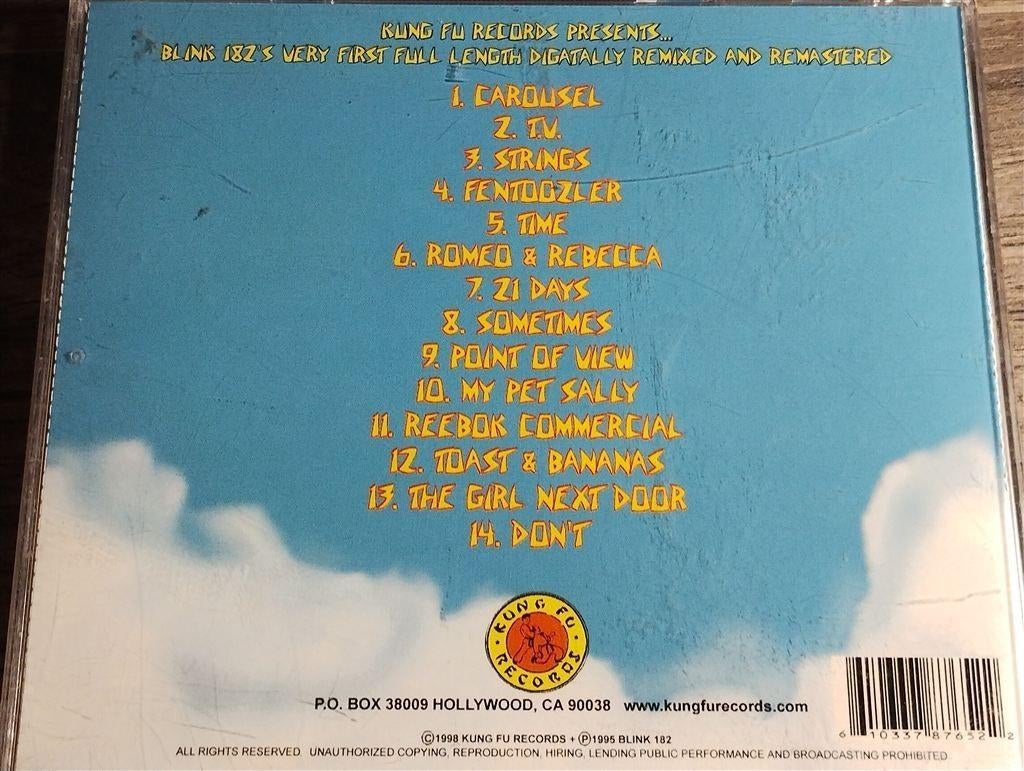 KUNG FU RECORDS PRESENTS...
BLINK 182'S VERY FIRST FULL LENGTH DIGATALLY REMIXED AND REMASTERED
1. CAROUSEL
2. T.V.
3. STRINGS
4. FENTOOZLER
5. TIME
6. ROMEO & REBECCA
7. 21 DAYS
8. SOMETIMES
9. POINT OF VIEW
10. MY PET SALLY
11. REEBOK COMMERCIAL
12. TOAST & BANANAS
13. THE GIRL NEXT DOOR
14. DON'T
KUNG FU
RECORDS
P.O. BOX 38009 HOLLYWOOD, CA 90038 www.kungfurecords.com
6 10337 87652 2
©1998 KUNG FU RECORDS + ℗1995 BLINK 182
ALL RIGHTS RESERVED. UNAUTHORIZED COPYING, REPRODUCTION, HIRING, LENDING PUBLIC PERFORMANCE AND BROADCASTING PROHIBITED